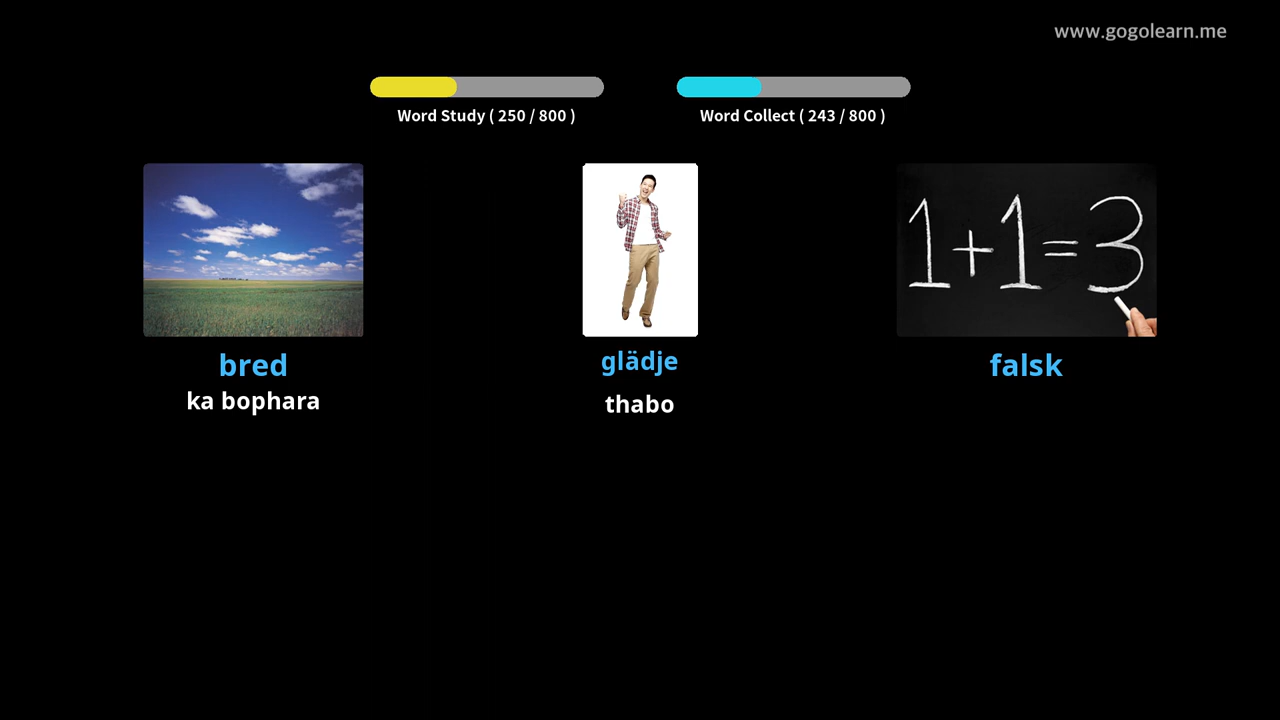 www.gogolearn.me
Word Study ( 250 / 800 )
Word Collect ( 243 / 800 )
1+1=3
bred
ka bophara
glädje
thabo
falsk